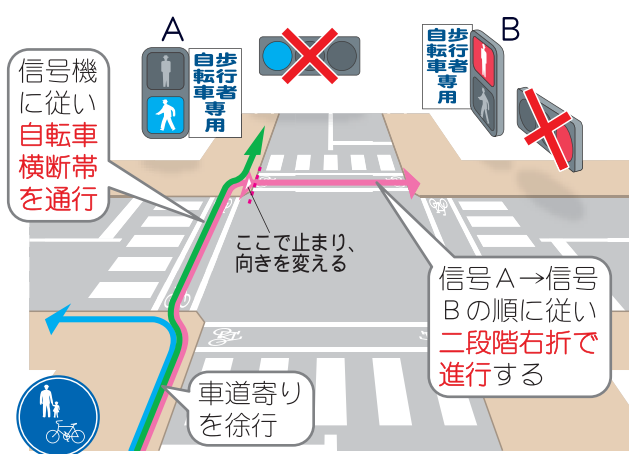 A
歩行者
自転車専用
B
歩行者
自転車専用
信号機
に従い
自転車
横断帯
を通行
ここで止まり、
向きを変える
信号A→信号
Bの順に従い
二段階右折で
進行する
車道寄り
を徐行